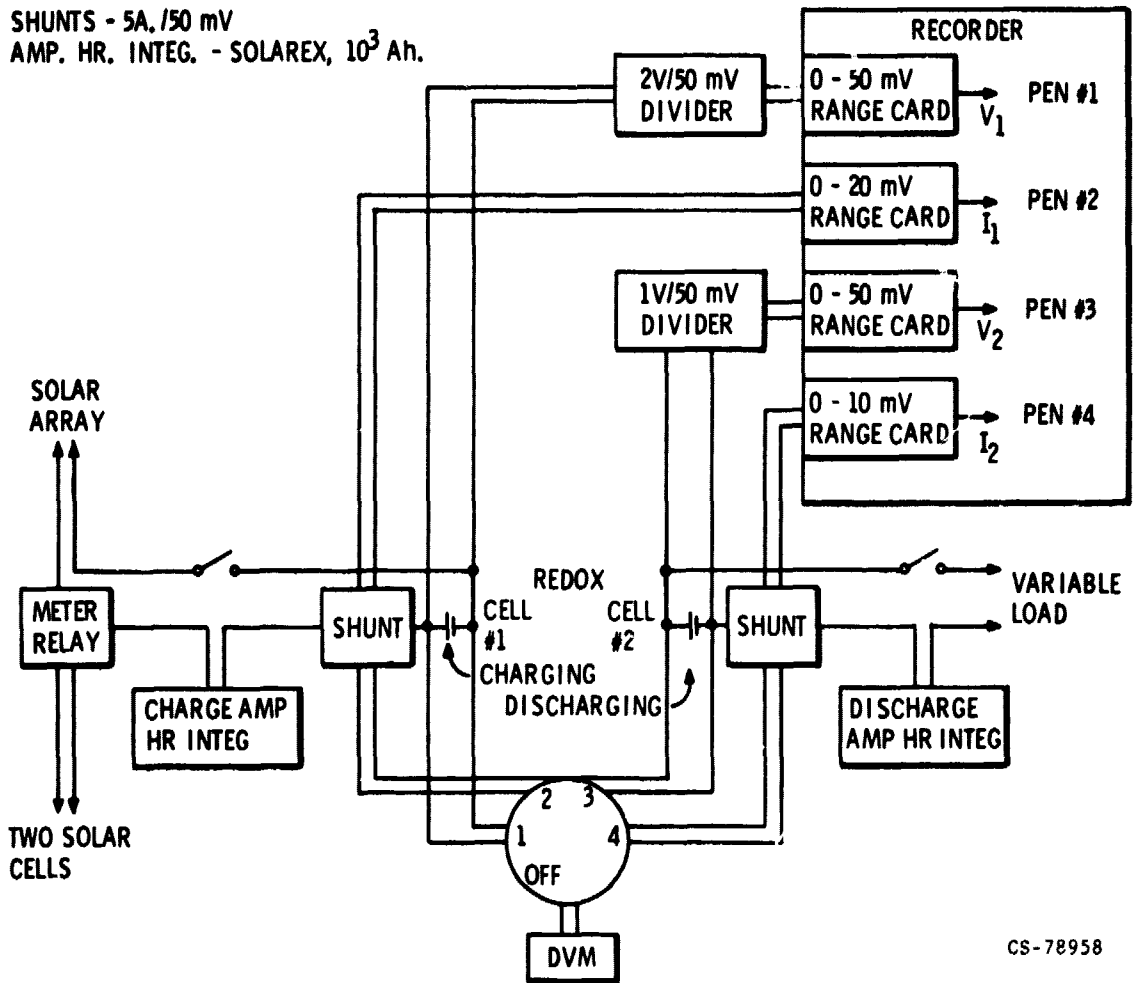 SHUNTS - 5A. /50 mV
AMP. HR. INTEG. - SOLAREX, 10³ Ah.
RECORDER
2V/50 mV
DIVIDER
0 - 50 mV
RANGE CARD
V₁
PEN #1
0 - 20 mV
RANGE CARD
I₁
PEN #2
1V/50 mV
DIVIDER
0 - 50 mV
RANGE CARD
V₂
PEN #3
0 - 10 mV
RANGE CARD
I₂
PEN #4
SOLAR
ARRAY
METER
RELAY
SHUNT
REDOX
CELL
#1
CELL
#2
SHUNT
VARIABLE
LOAD
CHARGING
DISCHARGING
CHARGE AMP
HR INTEG
DISCHARGE
AMP HR INTEG
TWO SOLAR
CELLS
1
2
3
4
OFF
DVM
CS-78958